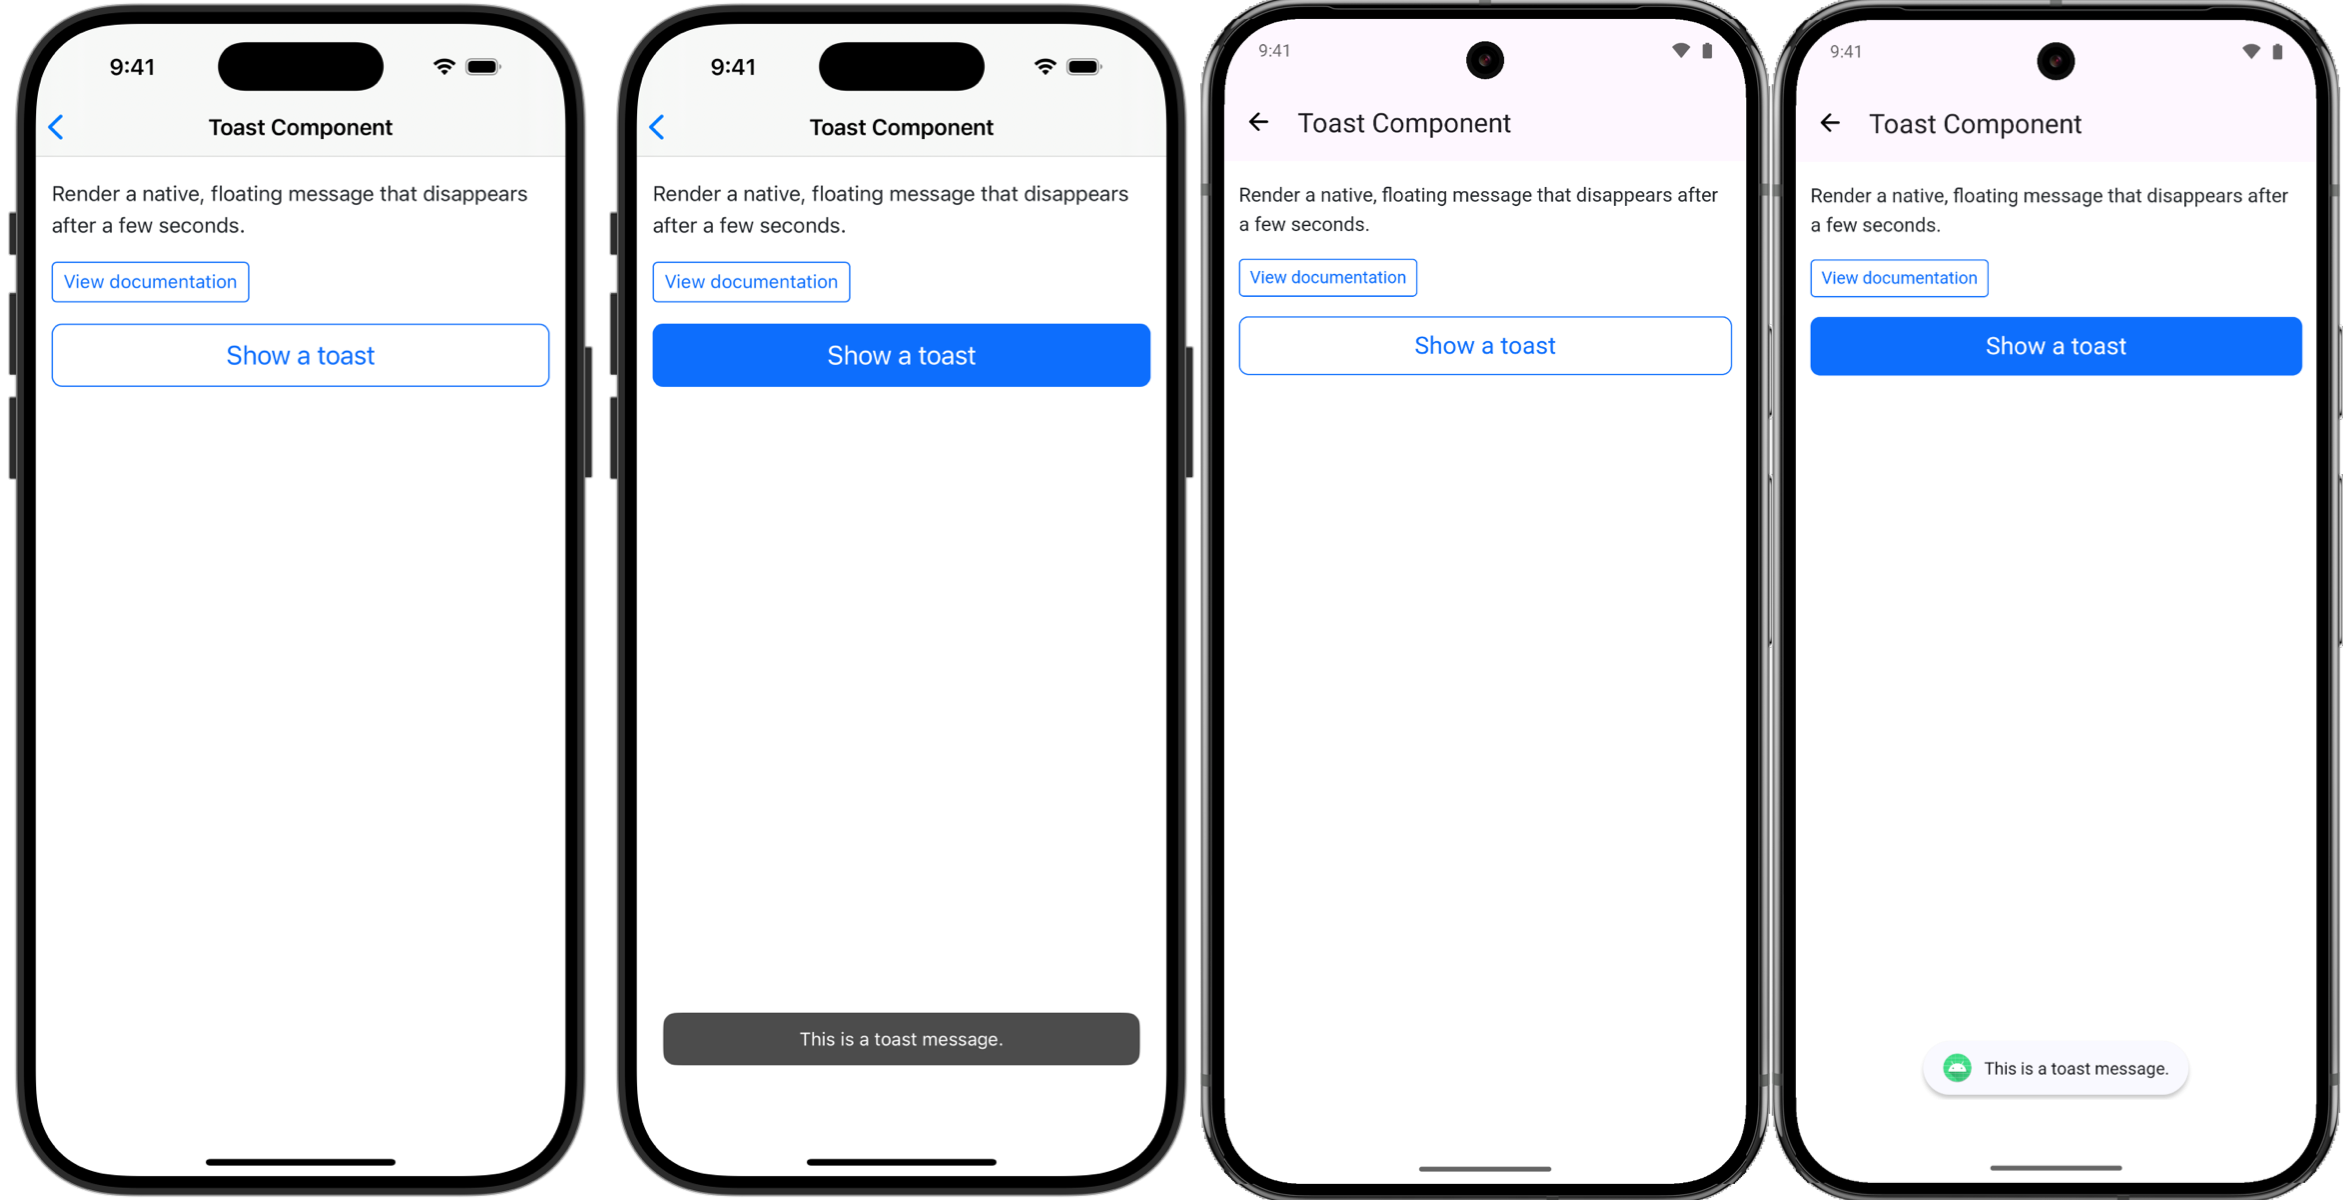 9:41
Toast Component
Render a native, floating message that disappears
after a few seconds.
View documentation
Show a toast
9:41
Toast Component
Render a native, floating message that disappears
after a few seconds.
View documentation
Show a toast
This is a toast message.
9:41
Toast Component
Render a native, floating message that disappears after
a few seconds.
View documentation
Show a toast
9:41
Toast Component
Render a native, floating message that disappears after
a few seconds.
View documentation
Show a toast
This is a toast message.